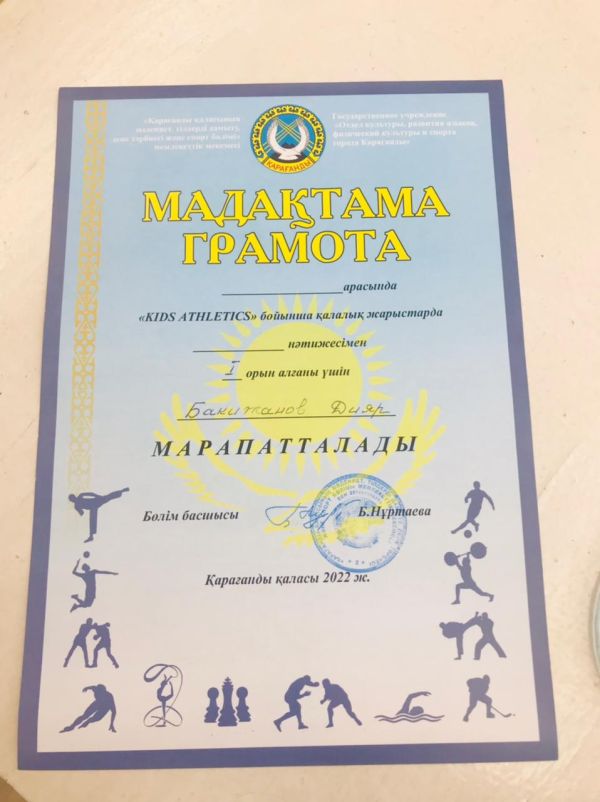 «Қарағанды қаласының
мәдениет, тілдерді дамыту,
дене тәрбиесі және спорт бөлімі»
мемлекеттік мекемесі
Государственное учреждение
«Отдел культуры, развития языков,
физической культуры и спорта
города Караганды»
ҚАРАҒАНДЫ
МАДАҚТАМА
ГРАМОТА
арасында
«KIDS ATHLETICS» бойынша қалалық жарыстарда
нәтижесімен
I орын алғаны үшін
Бакитжанов Дияр
МАРАПАТТАЛАДЫ
Бөлім басшысы
Б.Нұртаева
Қарағанды қаласы 2022 ж.